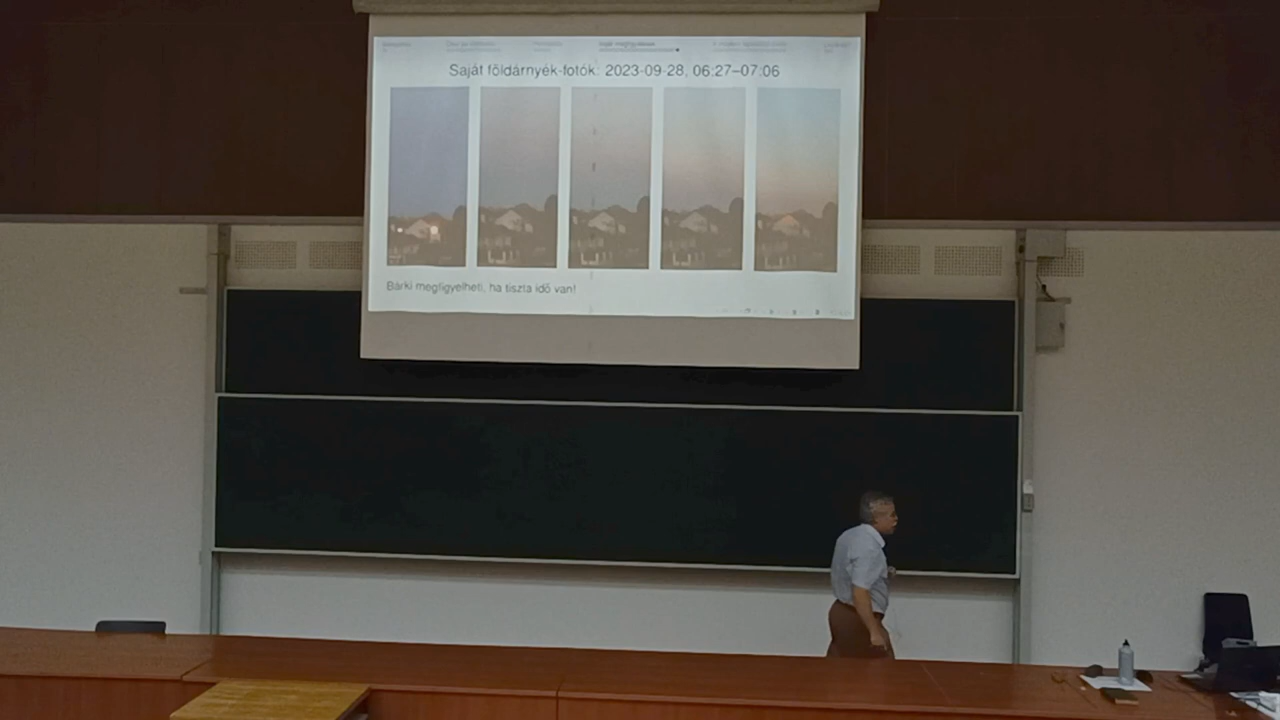 Saját földárnyék-fotók: 2023-09-28, 06:27–07:06
Bárki megfigyelheti, ha tiszta idő van!